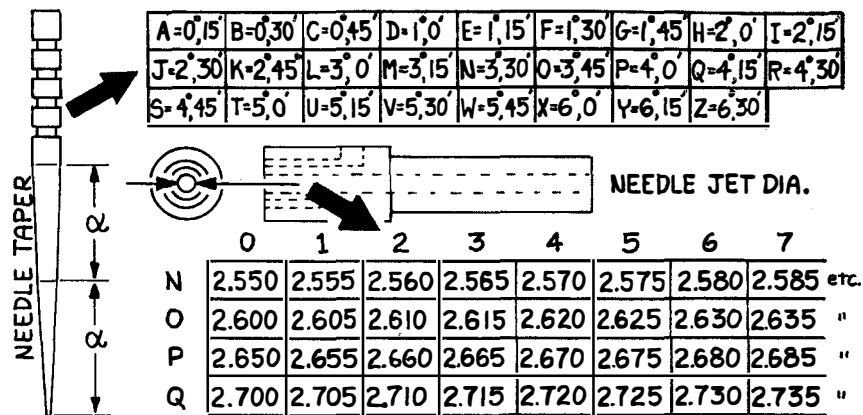 A=0°,15' B=0°,30' C=0°,45' D=1°,0' E=1°,15' F=1°,30' G=1°,45' H=2°,0' I=2°,15'
J=2°,30' K=2°,45' L=3°,0' M=3°,15' N=3°,30' O=3°,45' P=4°,0' Q=4°,15' R=4°,30'
S=4°,45' T=5°,0' U=5°,15' V=5°,30' W=5°,45' X=6°,0' Y=6°,15' Z=6°,30'
NEEDLE TAPER
α
α
NEEDLE JET DIA.
0 1 2 3 4 5 6 7
N 2.550 2.555 2.560 2.565 2.570 2.575 2.580 2.585 etc.
O 2.600 2.605 2.610 2.615 2.620 2.625 2.630 2.635 "
P 2.650 2.655 2.660 2.665 2.670 2.675 2.680 2.685 "
Q 2.700 2.705 2.710 2.715 2.720 2.725 2.730 2.735 "